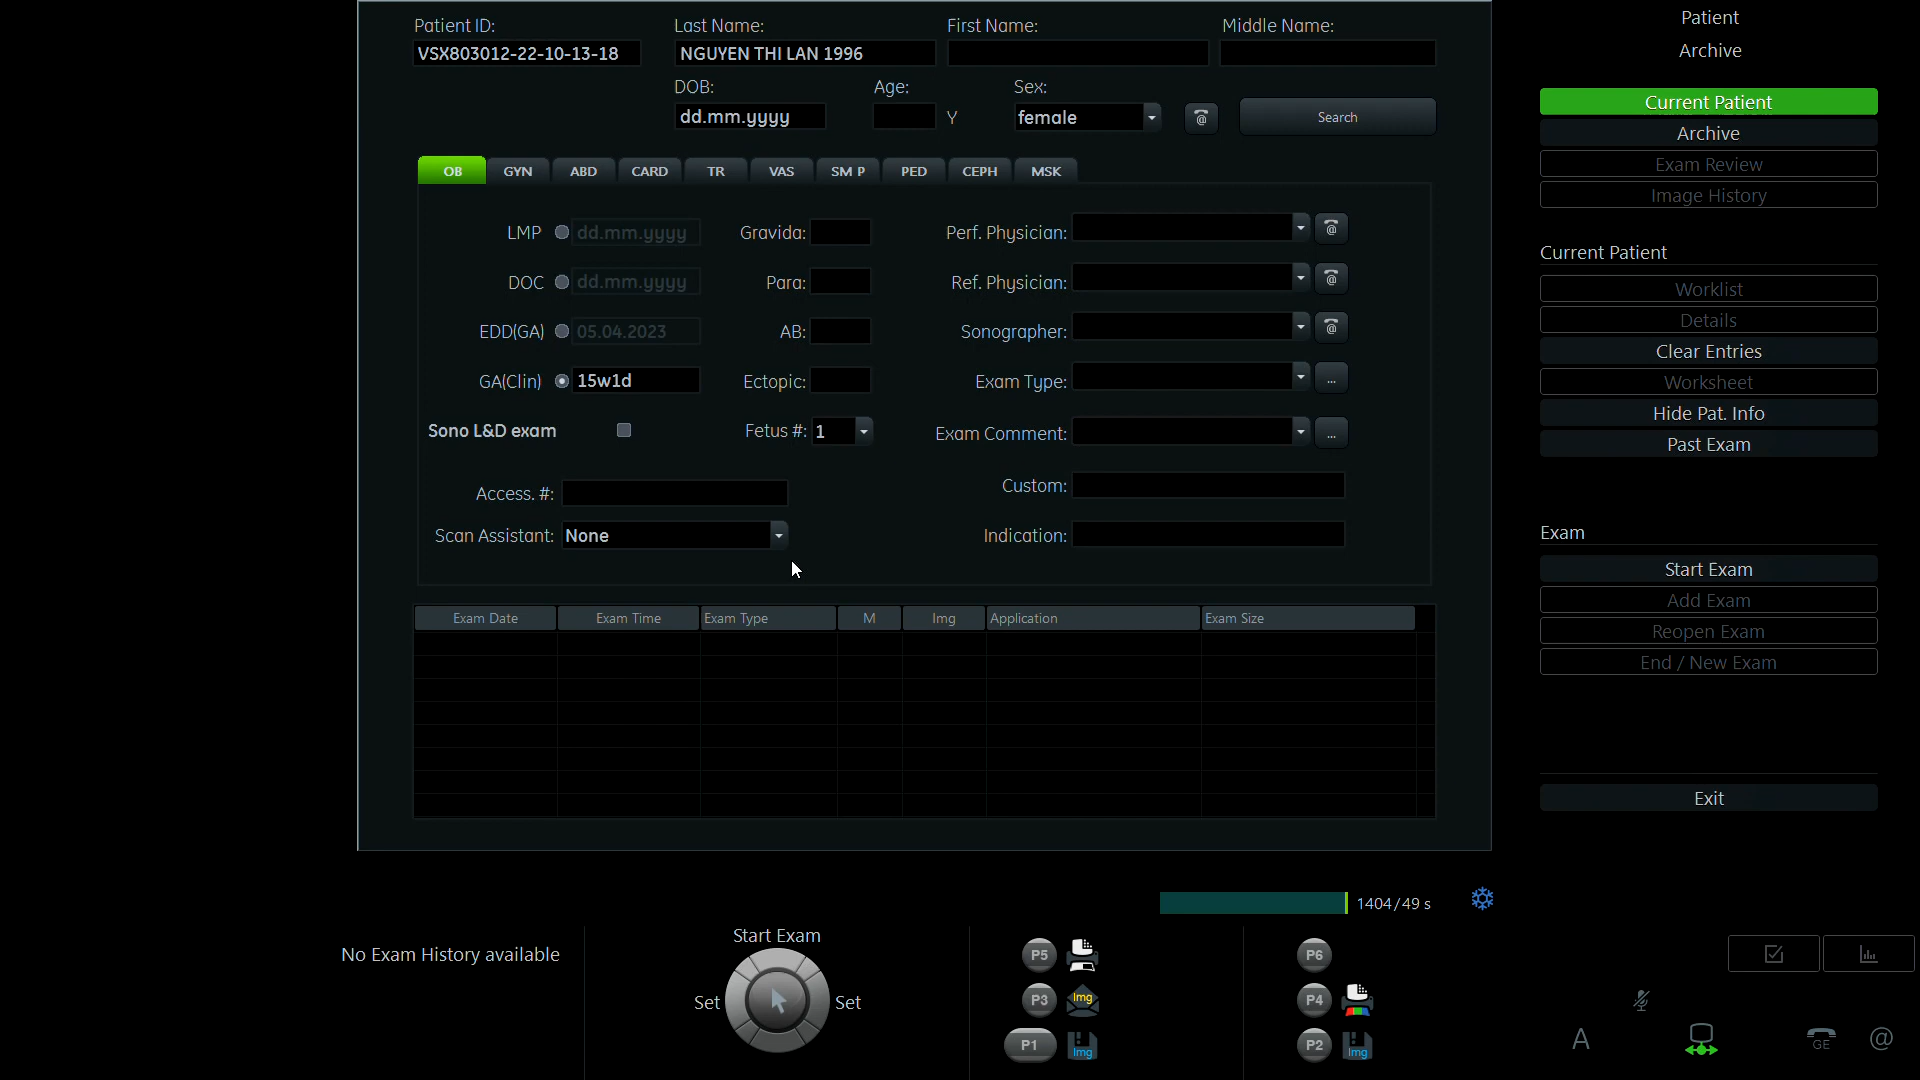 Patient ID: Last Name: First Name: Middle Name:
VSX803012-22-10-13-18 NGUYEN THI LAN 1996
DOB: Age: Sex:
dd.mm.yyyy Y female @ Search
OB GYN ABD CARD TR VAS SM P PED CEPH MSK
LMP dd.mm.yyyy Gravida: Perf. Physician: @
DOC dd.mm.yyyy Para: Ref. Physician: @
EDD(GA) 05.04.2023 AB: Sonographer: @
GA(Clin) 15w1d Ectopic: Exam Type: ...
Sono L&D exam Fetus #: 1 Exam Comment: ...
Access. #: Custom:
Scan Assistant: None Indication:
Exam Date Exam Time Exam Type M Img Application Exam Size
Patient
Archive
Current Patient
Archive
Exam Review
Image History
Current Patient
Worklist
Details
Clear Entries
Worksheet
Hide Pat. Info
Past Exam
Exam
Start Exam
Add Exam
Reopen Exam
End / New Exam
Exit
1404/49 s
No Exam History available
Start Exam
Set Set
P5
P3 Img
P1 Img
P6
P4
P2 Img
A GE @